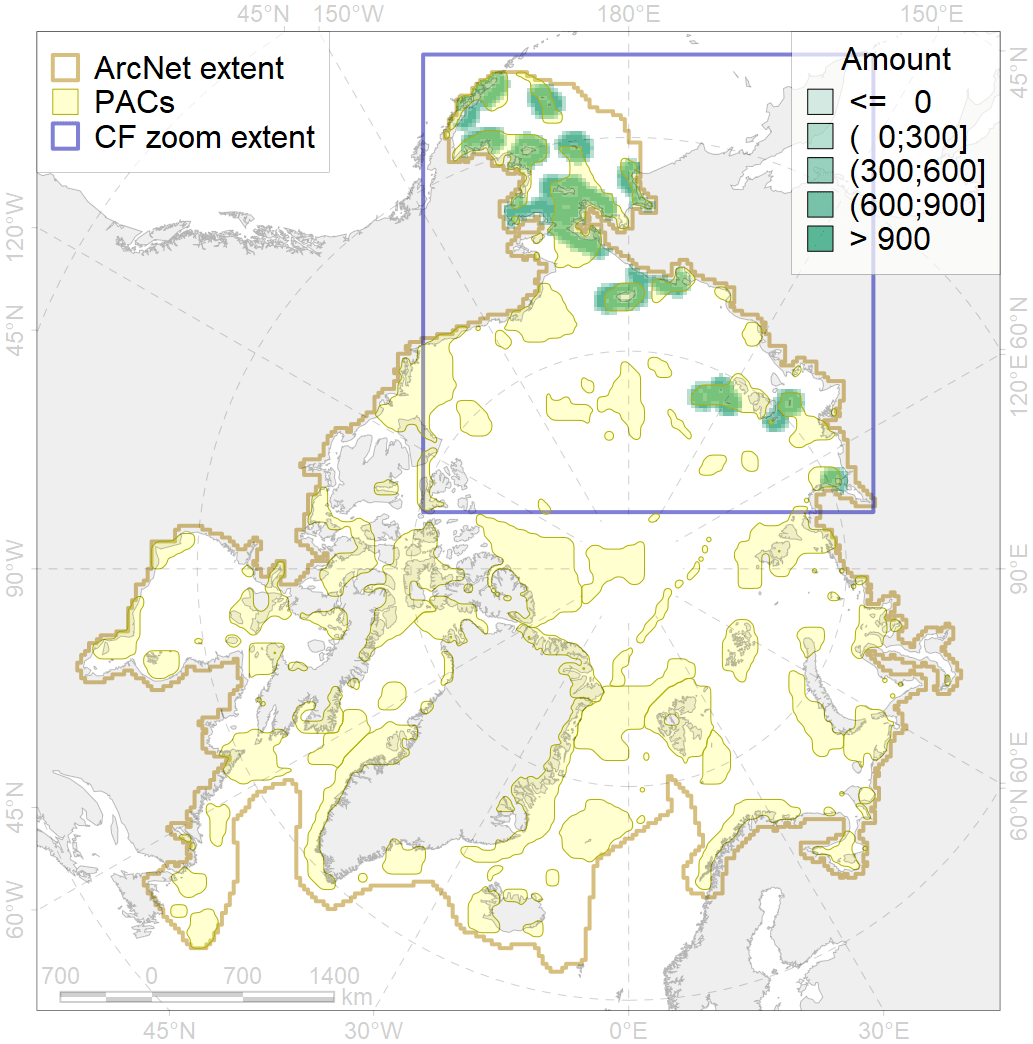 45°N 150°W 180°E 150°E
ArcNet extent
PACs
CF zoom extent
Amount
<= 0
( 0;300]
(300;600]
(600;900]
> 900
45°N
60°N
120°E
90°E
60°E
60°N
120°W
45°N
90°W
45°N
60°W
700 0 700 1400
km
45°N 30°W 0°E 30°E